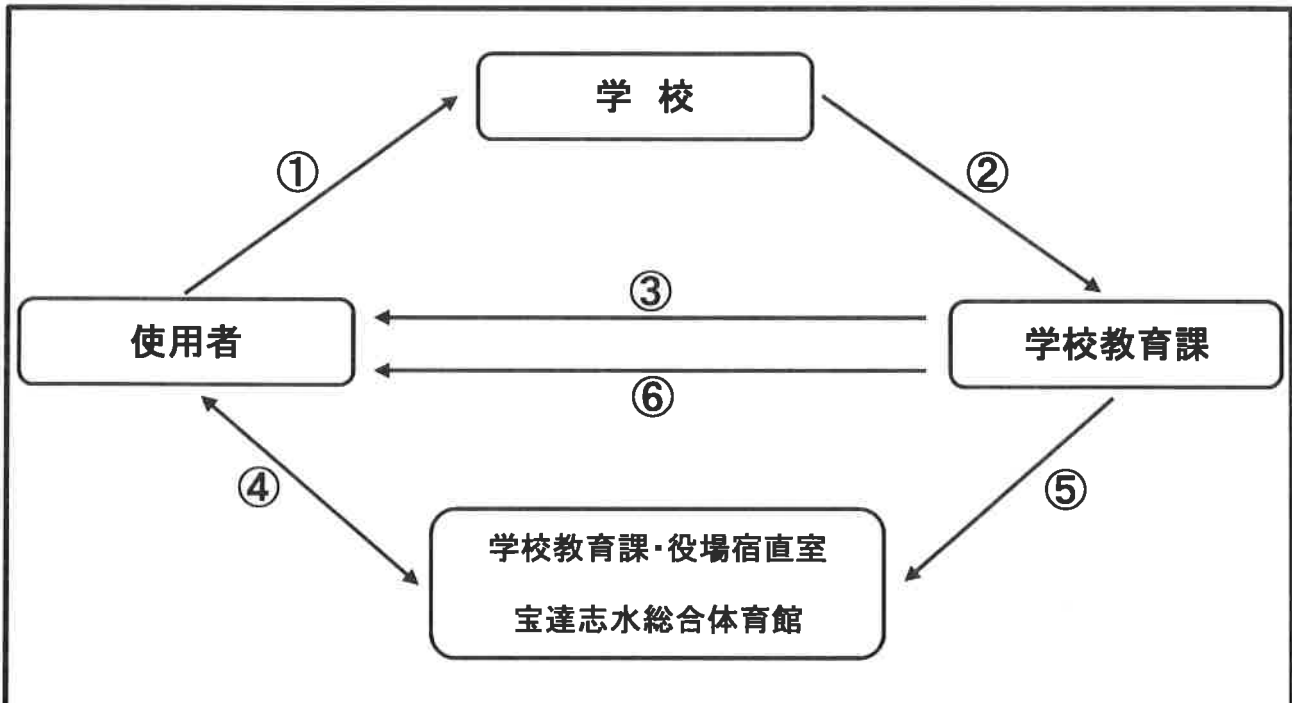 学 校
①
②
③
使用者
学校教育課
⑥
④
⑤
学校教育課・役場宿直室
宝達志水総合体育館